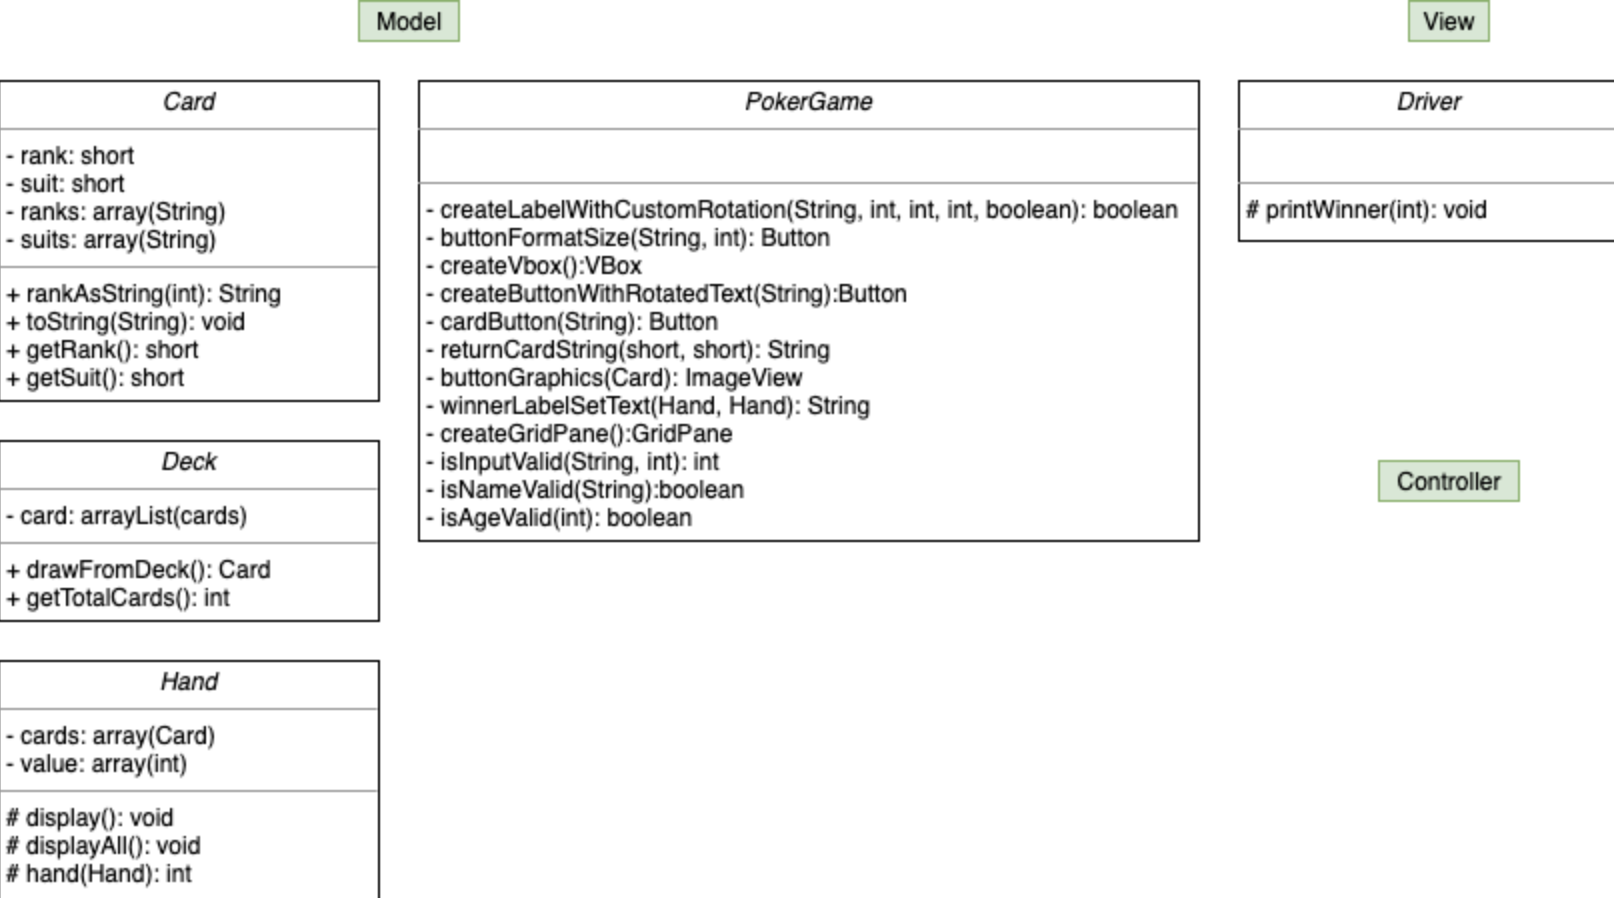 Model
View
Card
- rank: short
- suit: short
- ranks: array(String)
- suits: array(String)
+ rankAsString(int): String
+ toString(String): void
+ getRank(): short
+ getSuit(): short
PokerGame
- createLabelWithCustomRotation(String, int, int, int, boolean): boolean
- buttonFormatSize(String, int): Button
- createVbox():VBox
- createButtonWithRotatedText(String):Button
- cardButton(String): Button
- returnCardString(short, short): String
- buttonGraphics(Card): ImageView
- winnerLabelSetText(Hand, Hand): String
- createGridPane():GridPane
- isInputValid(String, int): int
- isNameValid(String):boolean
- isAgeValid(int): boolean
Driver
# printWinner(int): void
Controller
Deck
- card: arrayList(cards)
+ drawFromDeck(): Card
+ getTotalCards(): int
Hand
- cards: array(Card)
- value: array(int)
# display(): void
# displayAll(): void
# hand(Hand): int